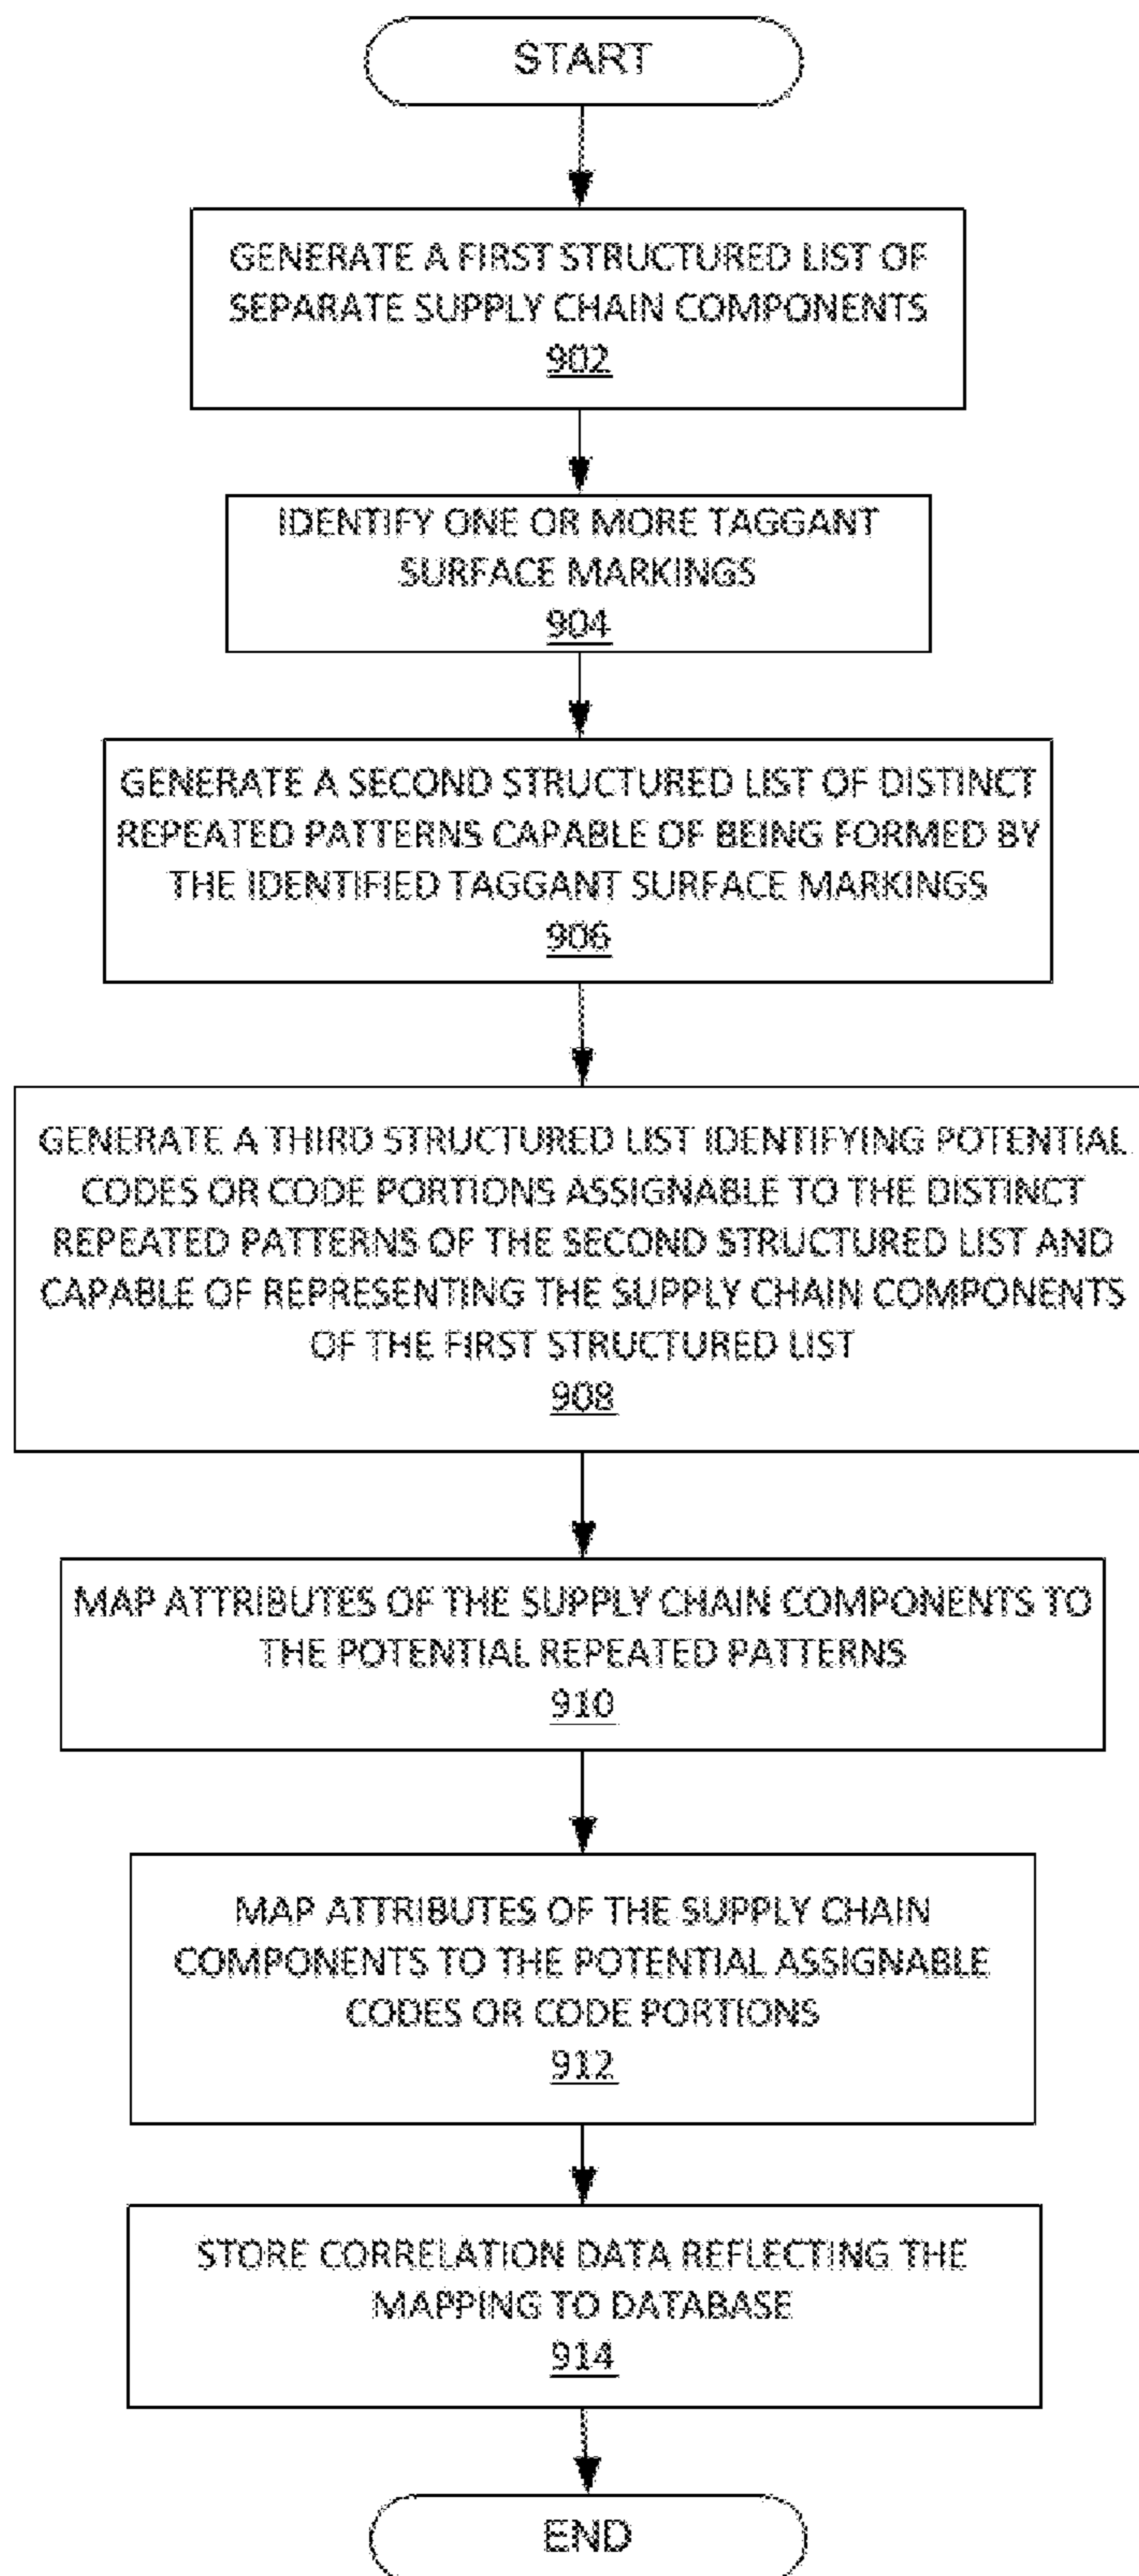 START
GENERATE A FIRST STRUCTURED LIST OF
SEPARATE SUPPLY CHAIN COMPONENTS
902
IDENTIFY ONE OR MORE TAGGANT
SURFACE MARKINGS
904
GENERATE A SECOND STRUCTURED LIST OF DISTINCT
REPEATED PATTERNS CAPABLE OF BEING FORMED BY
THE IDENTIFIED TAGGANT SURFACE MARKINGS
906
GENERATE A THIRD STRUCTURED LIST IDENTIFYING POTENTIAL
CODES OR CODE PORTIONS ASSIGNABLE TO THE DISTINCT
REPEATED PATTERNS OF THE SECOND STRUCTURED LIST AND
CAPABLE OF REPRESENTING THE SUPPLY CHAIN COMPONENTS
OF THE FIRST STRUCTURED LIST
908
MAP ATTRIBUTES OF THE SUPPLY CHAIN COMPONENTS TO
THE POTENTIAL REPEATED PATTERNS
910
MAP ATTRIBUTES OF THE SUPPLY CHAIN
COMPONENTS TO THE POTENTIAL ASSIGNABLE
CODES OR CODE PORTIONS
912
STORE CORRELATION DATA REFLECTING THE
MAPPING TO DATABASE
914
END